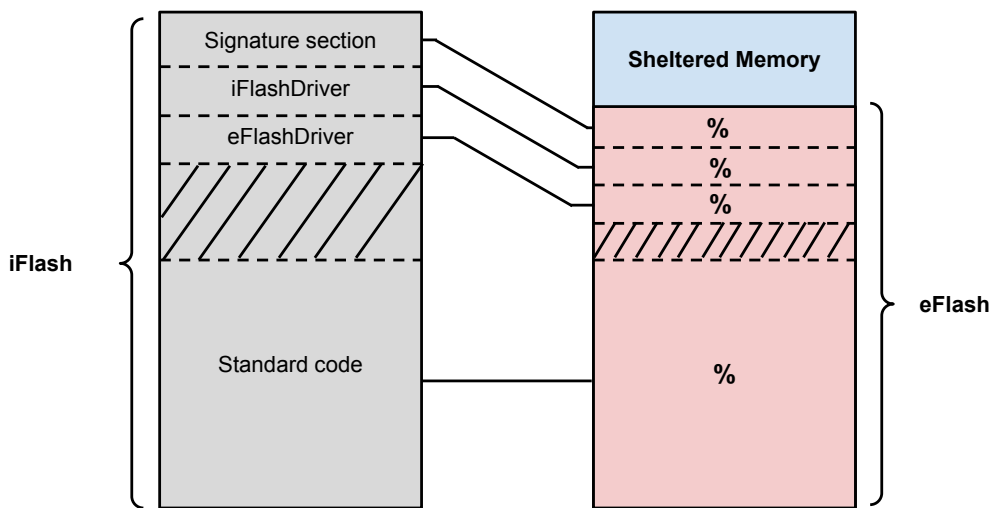 Signature section
iFlashDriver
eFlashDriver
Standard code
iFlash
Sheltered Memory
%
%
%
%
eFlash